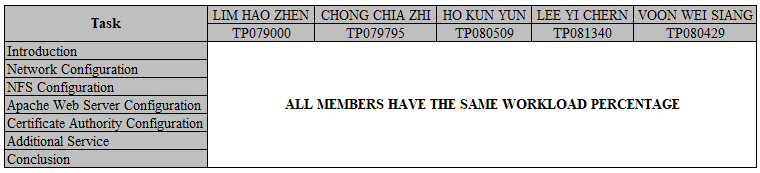 Task
LIM HAO ZHEN CHONG CHIA ZHI HO KUN YUN LEE YI CHERN VOON WEI SIANG
TP079000 TP079795 TP080509 TP081340 TP080429
Introduction
Network Configuration
NFS Configuration
Apache Web Server Configuration
Certificate Authority Configuration
Additional Service
Conclusion
ALL MEMBERS HAVE THE SAME WORKLOAD PERCENTAGE